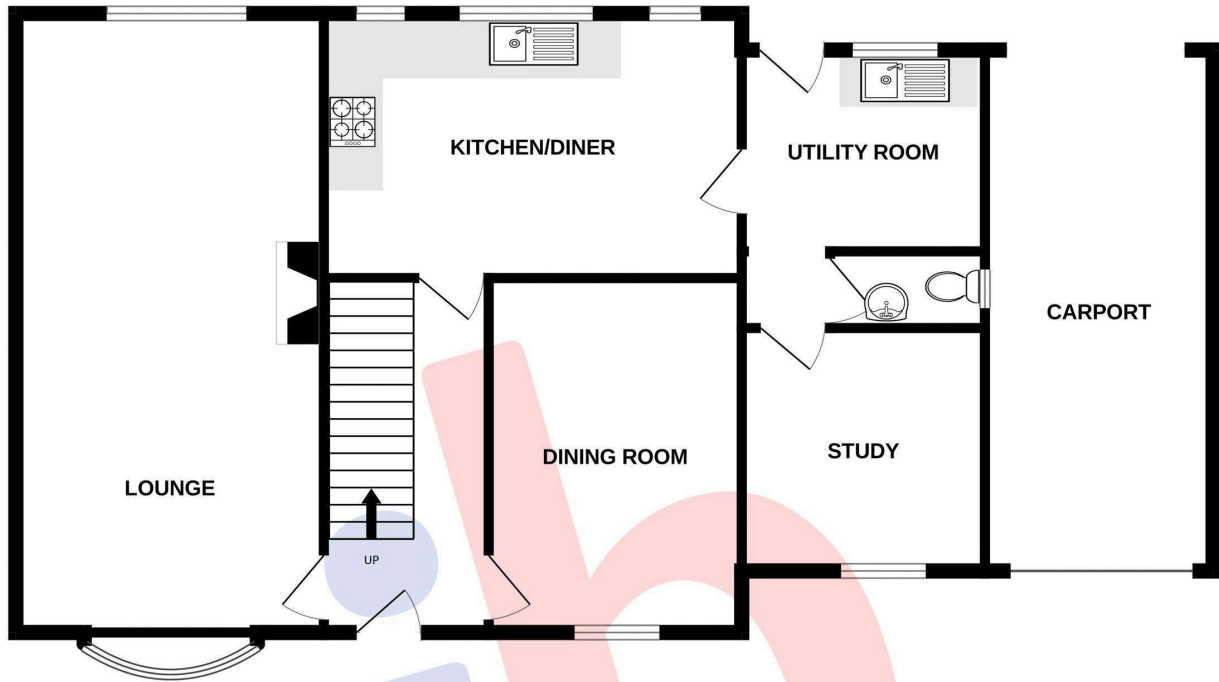 KITCHEN/DINER
UTILITY ROOM
CARPORT
DINING ROOM
STUDY
LOUNGE
UP